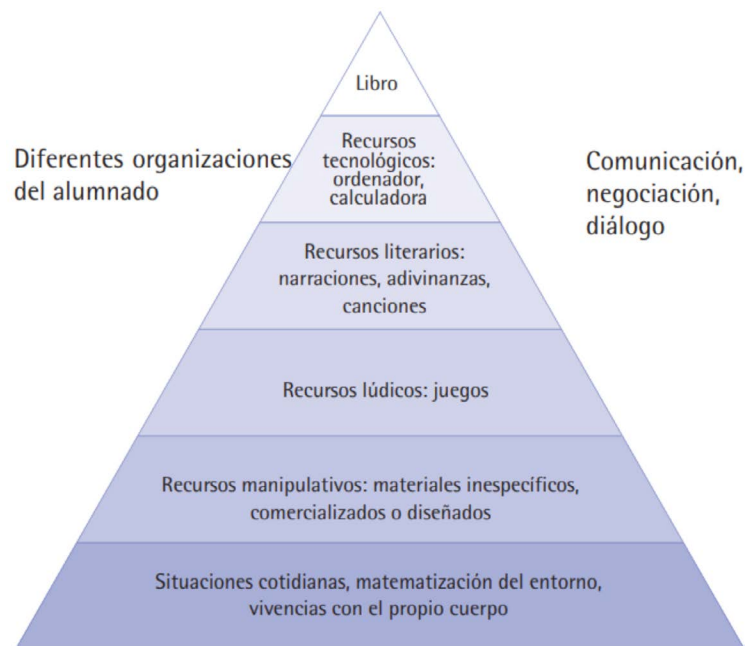 Libro
Recursos
tecnológicos:
ordenador,
calculadora
Diferentes organizaciones
del alumnado
Comunicación,
negociación,
diálogo
Recursos literarios:
narraciones, adivinanzas,
canciones
Recursos lúdicos: juegos
Recursos manipulativos: materiales inespecíficos,
comercializados o diseñados
Situaciones cotidianas, matematización del entorno,
vivencias con el propio cuerpo